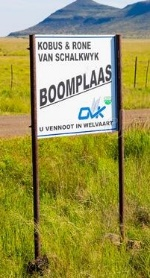 KOBUS & RONE
VAN SCHALKWYK
BOOMPLAAS
OVK
U VENNOOT IN WELVAART